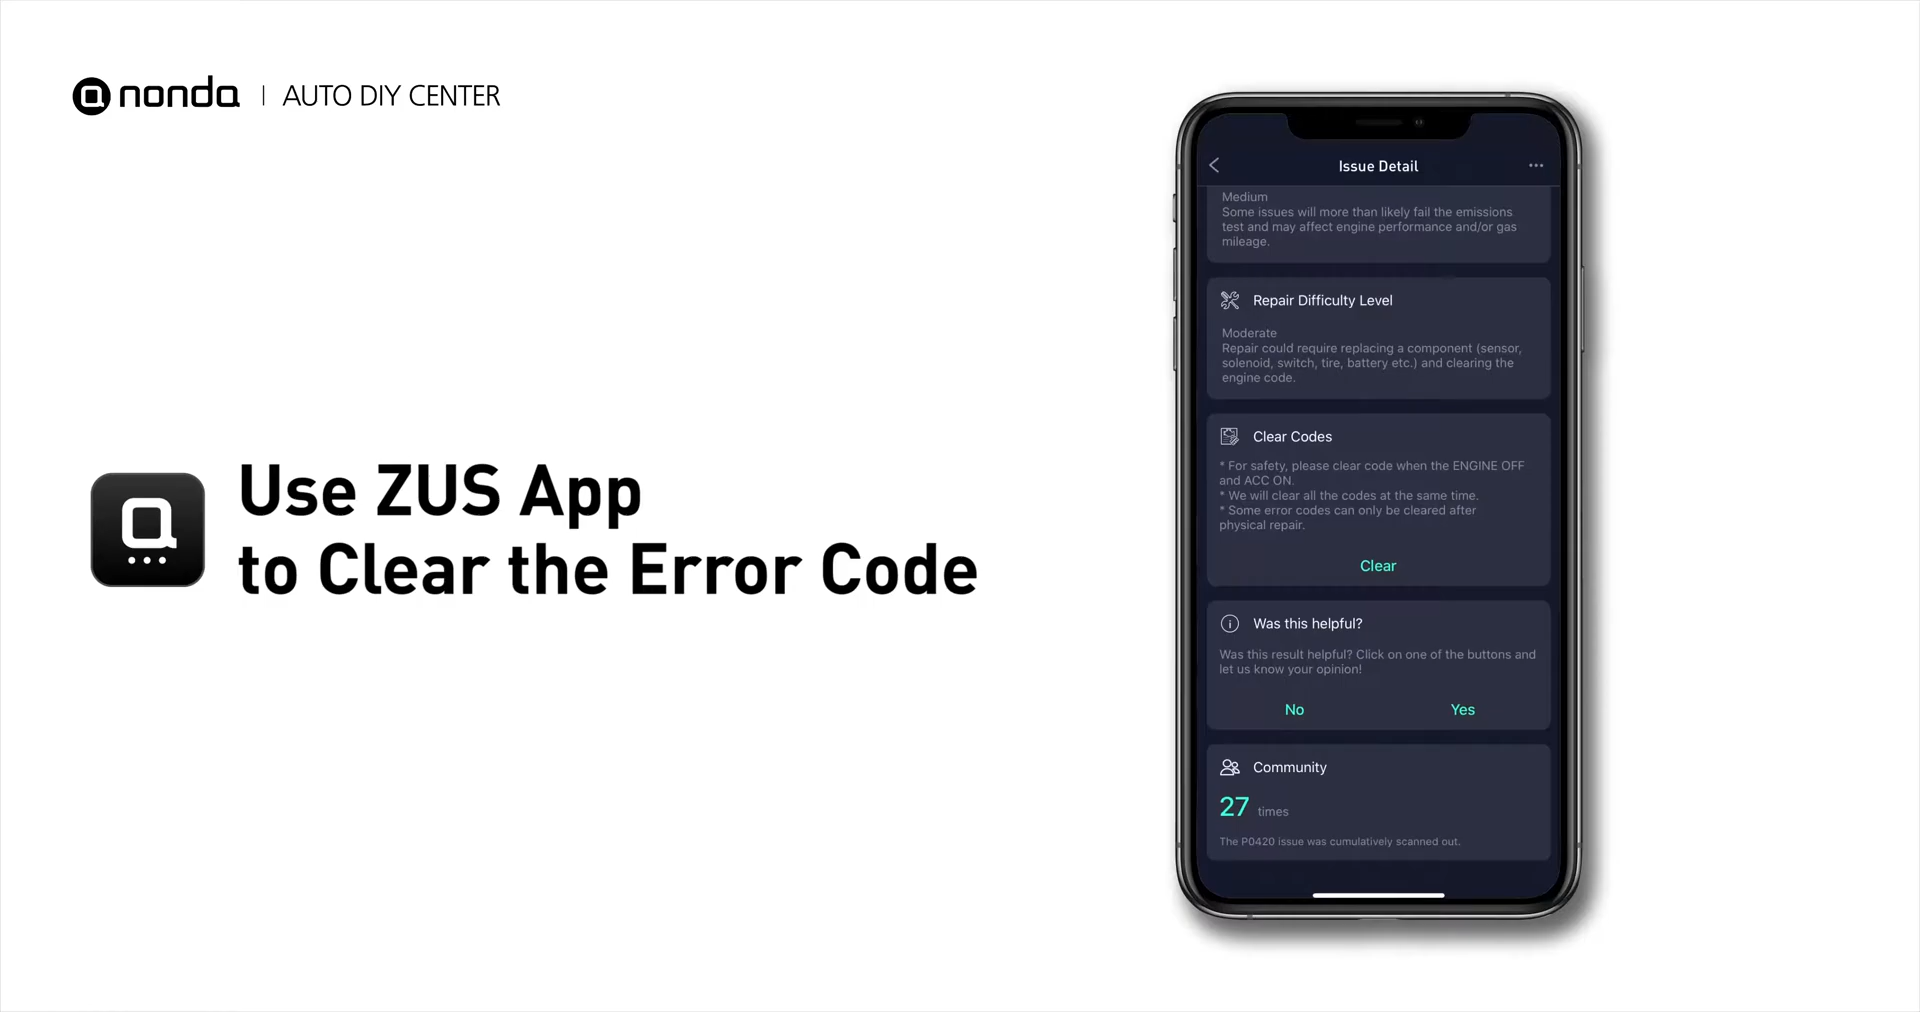 nonda | AUTO DIY CENTER
Use ZUS App
to Clear the Error Code
Issue Detail
Medium
Some issues will more than likely fail the emissions
test and may affect engine performance and/or gas
mileage.
Repair Difficulty Level
Moderate
Repair could require replacing a component (sensor,
solenoid, switch, tire, battery etc.) and clearing the
engine code.
Clear Codes
* For safety, please clear code when the ENGINE OFF
and ACC ON.
* We will clear all the codes at the same time.
* Some error codes can only be cleared after
physical repair.
Clear
Was this helpful?
Was this result helpful? Click on one of the buttons and
let us know your opinion!
No Yes
Community
27 times
The P0420 issue was cumulatively scanned out.